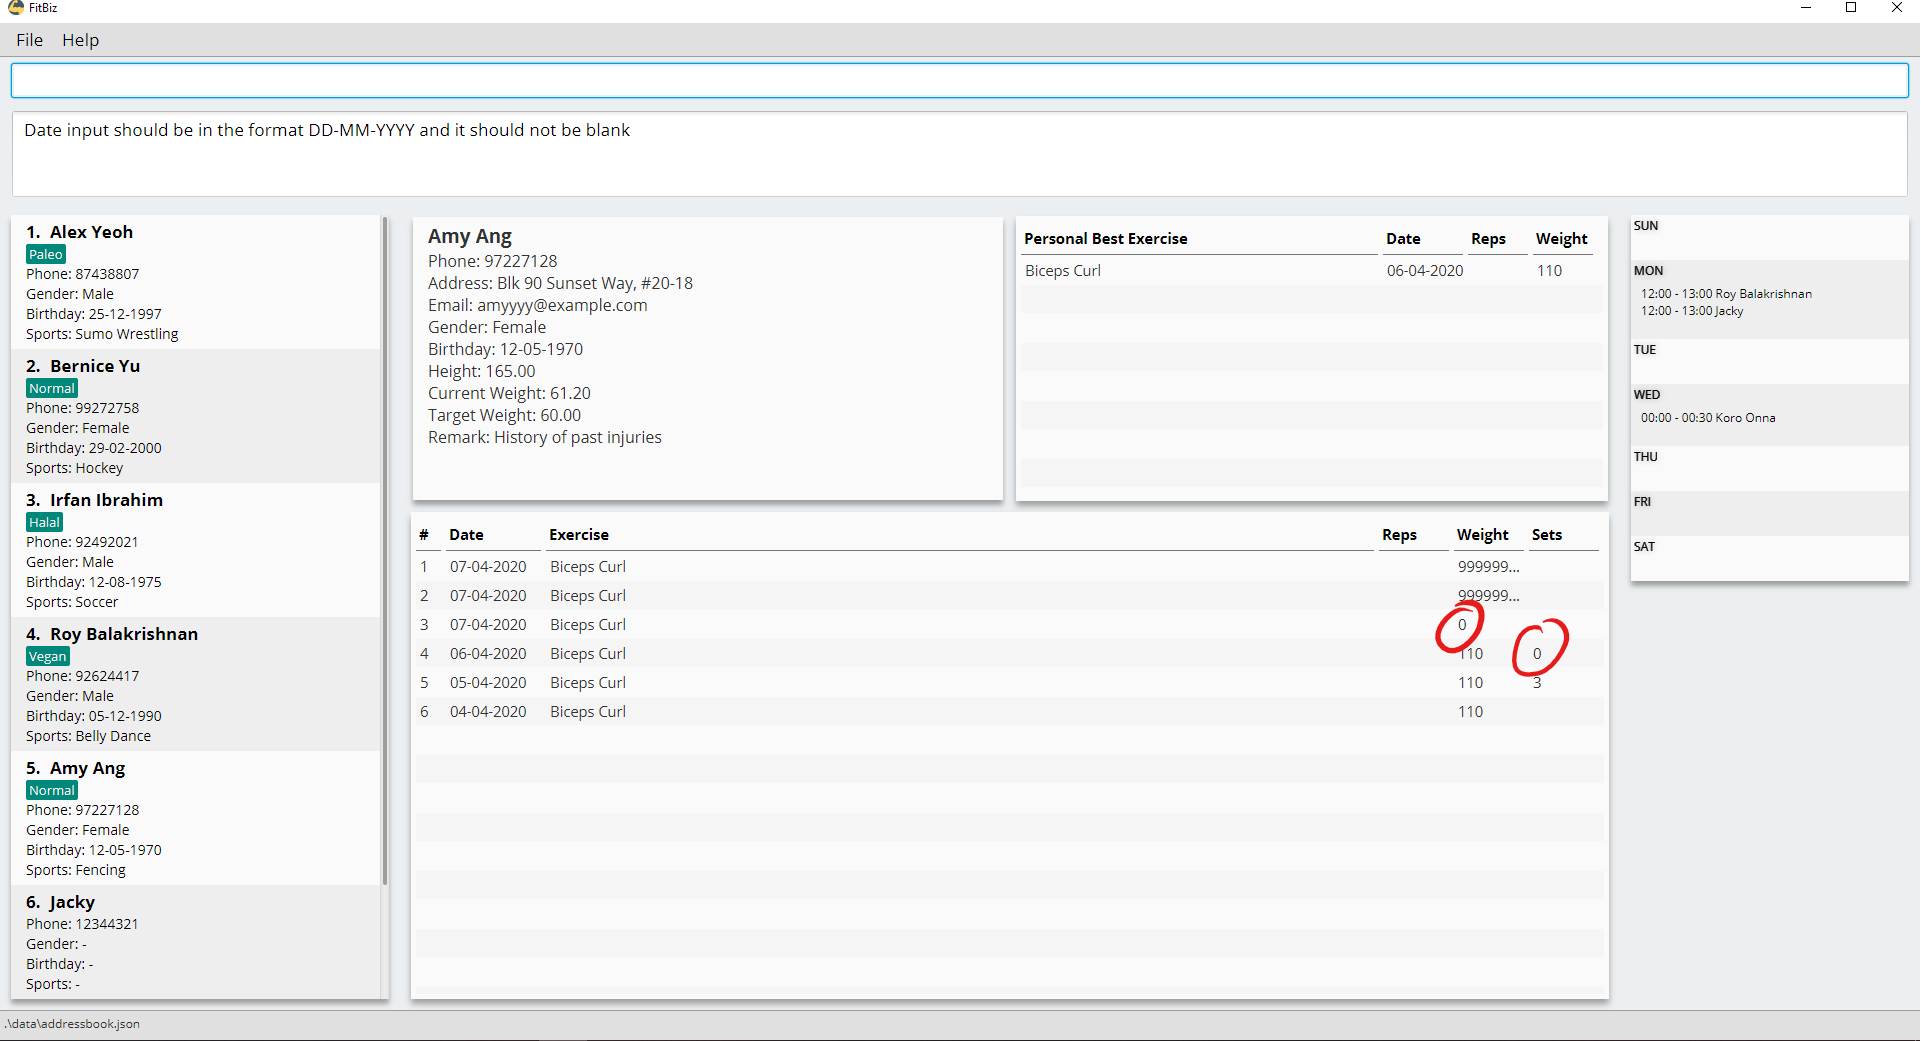 FitBiz
File Help
Date input should be in the format DD-MM-YYYY and it should not be blank
1. Alex Yeoh
Paleo
Phone: 87438807
Gender: Male
Birthday: 25-12-1997
Sports: Sumo Wrestling
2. Bernice Yu
Normal
Phone: 99272758
Gender: Female
Birthday: 29-02-2000
Sports: Hockey
3. Irfan Ibrahim
Halal
Phone: 92492021
Gender: Male
Birthday: 12-08-1975
Sports: Soccer
4. Roy Balakrishnan
Vegan
Phone: 92624417
Gender: Male
Birthday: 05-12-1990
Sports: Belly Dance
5. Amy Ang
Normal
Phone: 97227128
Gender: Female
Birthday: 12-05-1970
Sports: Fencing
6. Jacky
Phone: 12344321
Gender: -
Birthday: -
Sports: -
Amy Ang
Phone: 97227128
Address: Blk 90 Sunset Way, #20-18
Email: amyyyy@example.com
Gender: Female
Birthday: 12-05-1970
Height: 165.00
Current Weight: 61.20
Target Weight: 60.00
Remark: History of past injuries
Personal Best Exercise Date Reps Weight
Biceps Curl 06-04-2020 110
# Date Exercise Reps Weight Sets
1 07-04-2020 Biceps Curl 999999...
2 07-04-2020 Biceps Curl 999999...
3 07-04-2020 Biceps Curl 0
4 06-04-2020 Biceps Curl 110 0
5 05-04-2020 Biceps Curl 110 3
6 04-04-2020 Biceps Curl 110
SUN
MON
12:00 - 13:00 Roy Balakrishnan
12:00 - 13:00 Jacky
TUE
WED
00:00 - 00:30 Koro Onna
THU
FRI
SAT
.\data\addressbook.json